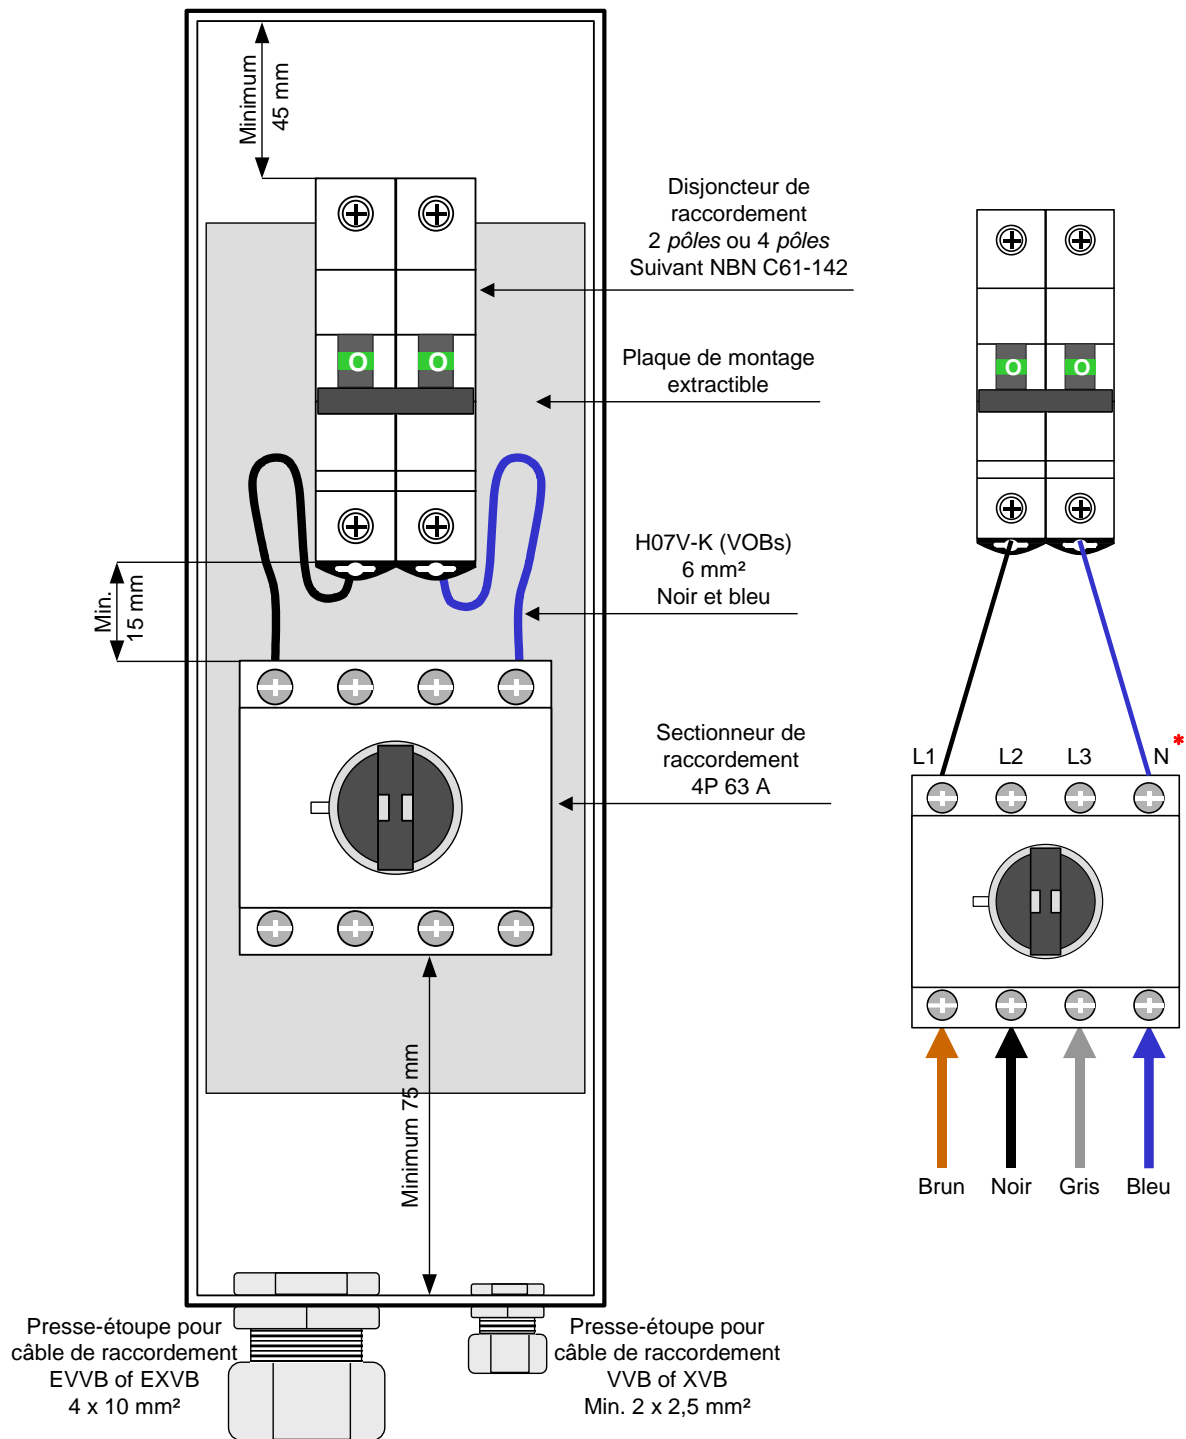 Minimum
45 mm
Disjoncteur de
raccordement
2 pôles ou 4 pôles
Suivant NBN C61-142
Plaque de montage
extractible
O O
O O
H07V-K (VOBs)
6 mm²
Noir et bleu
Min.
15 mm
Sectionneur de
raccordement
4P 63 A
L1 L2 L3 N *
Minimum 75 mm
Brun Noir Gris Bleu
Presse-étoupe pour
câble de raccordement
EVVB of EXVB
4 x 10 mm²
Presse-étoupe pour
câble de raccordement
VVB of XVB
Min. 2 x 2,5 mm²